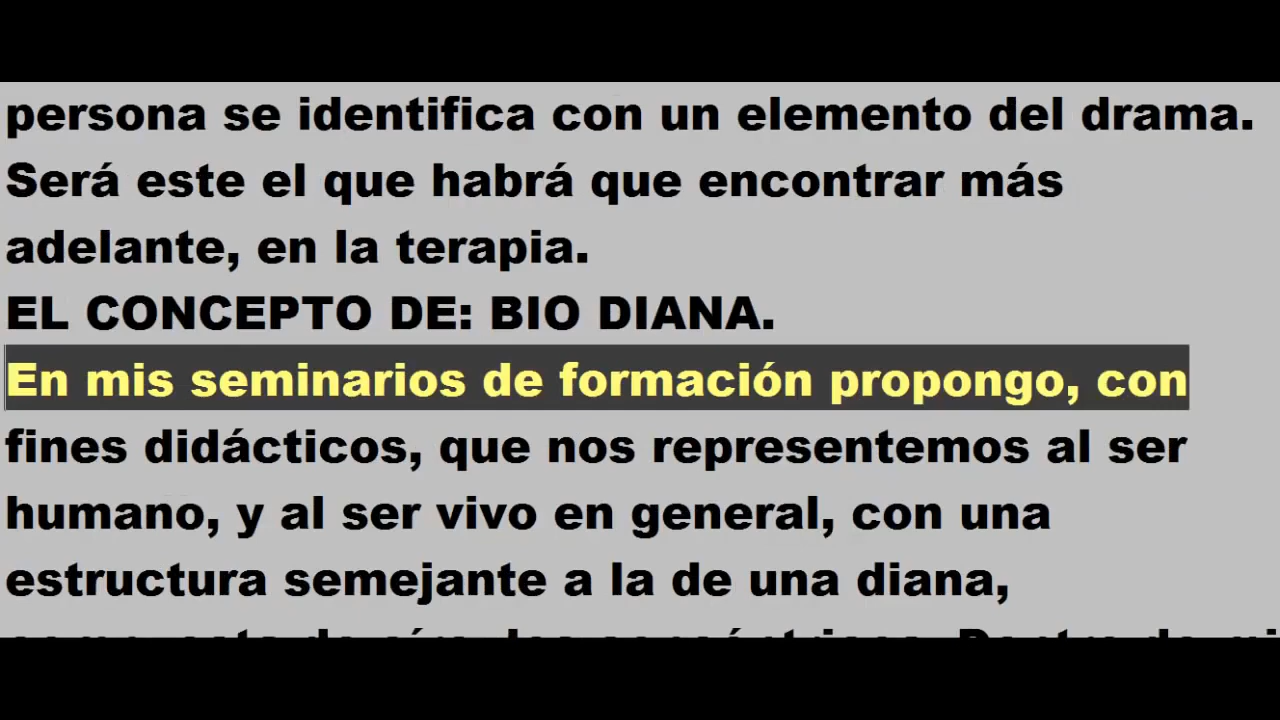 persona se identifica con un elemento del drama.
Será este el que habrá que encontrar más
adelante, en la terapia.
EL CONCEPTO DE: BIO DIANA.
En mis seminarios de formación propongo, con
fines didácticos, que nos representemos al ser
humano, y al ser vivo en general, con una
estructura semejante a la de una diana,